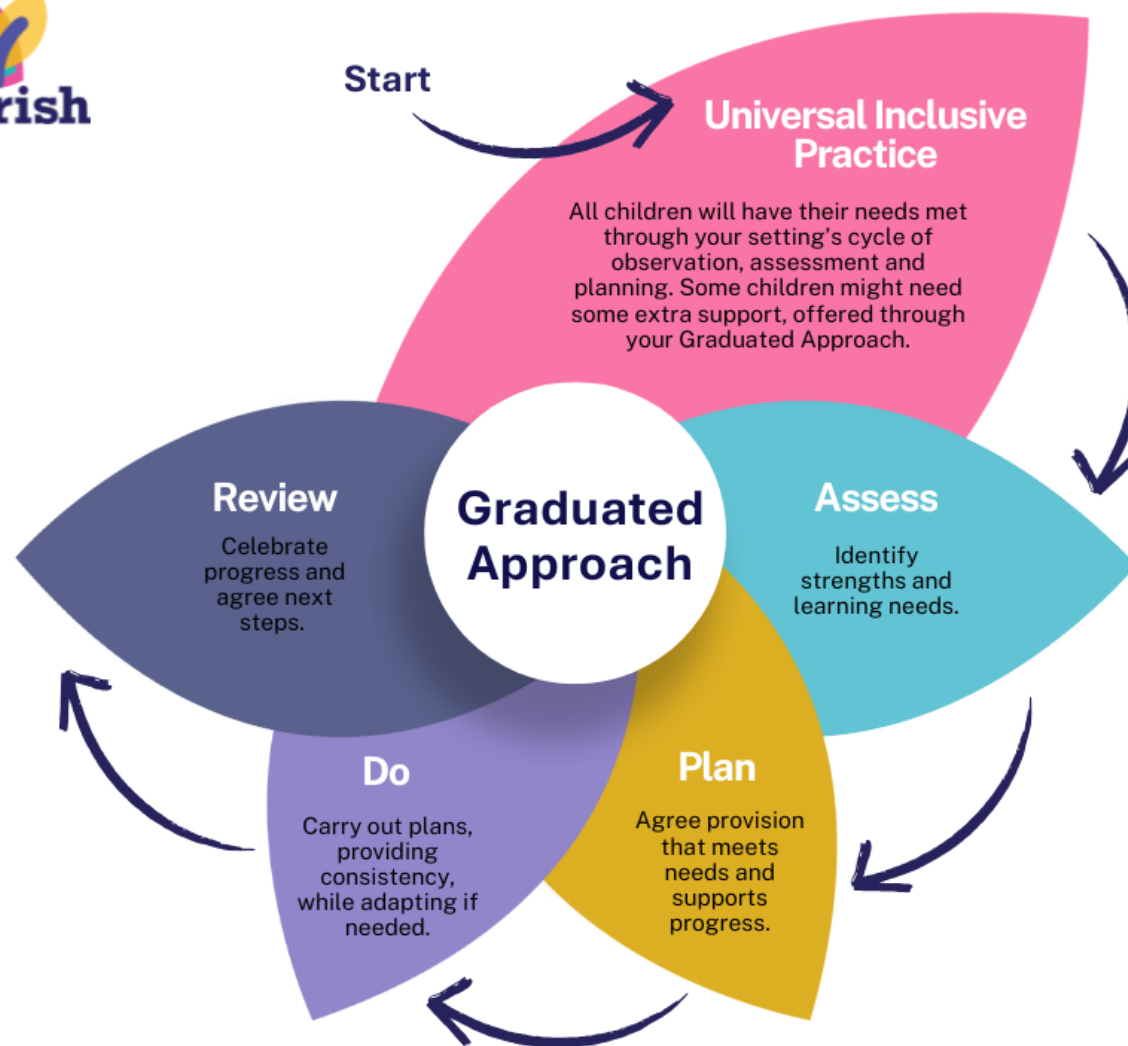 rish
Start
Universal Inclusive
Practice
All children will have their needs met
through your setting’s cycle of
observation, assessment and
planning. Some children might need
some extra support, offered through
your Graduated Approach.
Graduated
Approach
Assess
Identify
strengths and
learning needs.
Plan
Agree provision
that meets
needs and
supports
progress.
Do
Carry out plans,
providing
consistency,
while adapting if
needed.
Review
Celebrate
progress and
agree next
steps.